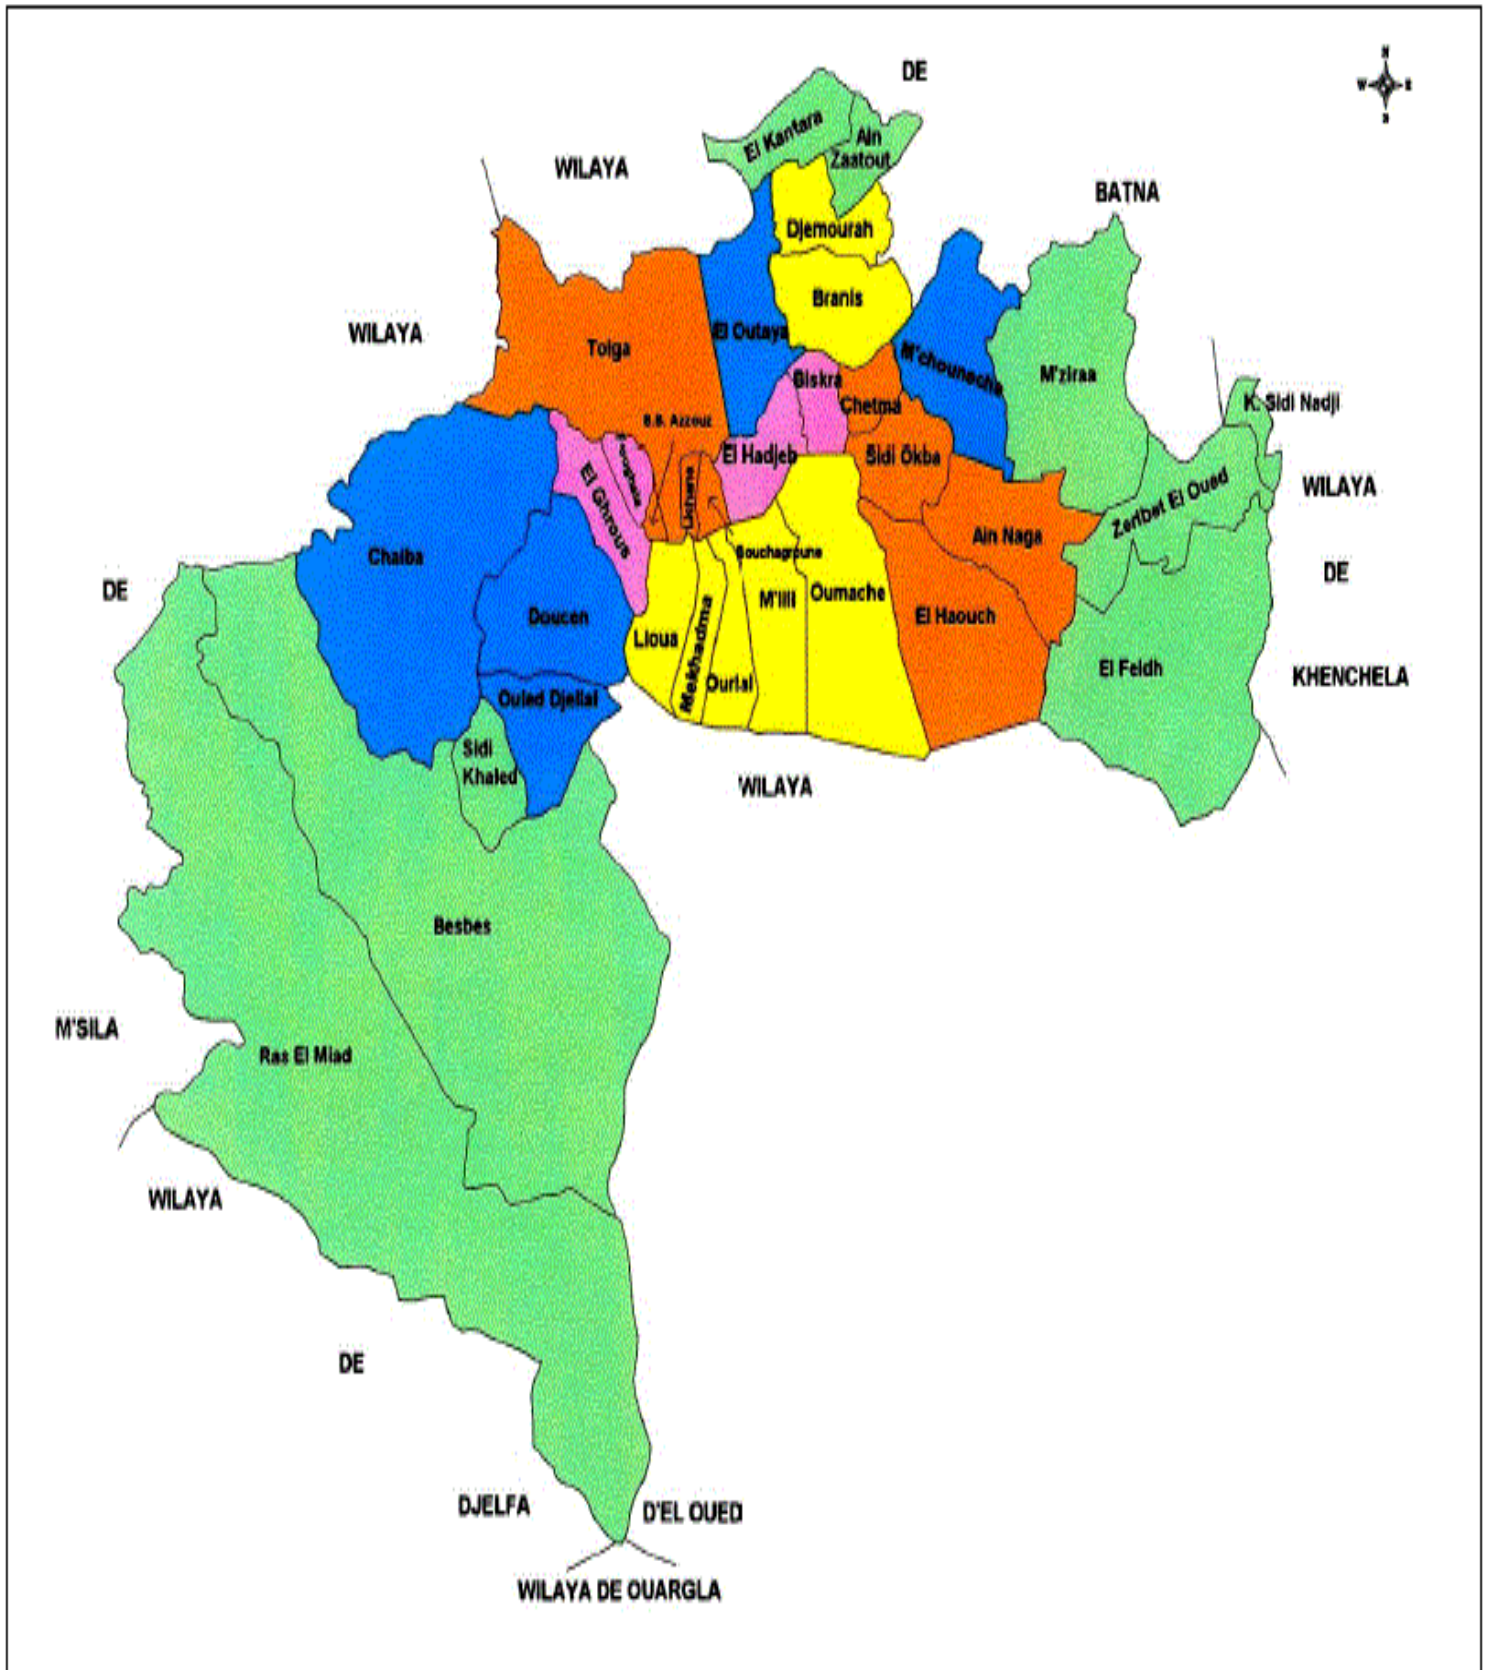 N
W
E
S
DE
El Kantara
Ain
Zaatout
WILAYA
BATNA
Djemourah
Branis
WILAYA
Tolga
El Outaya
M'chounecha
M'ziraa
Biskra
Chetma
K. Sidi Nadji
B.B. Azzouz
El Hadjeb
Sidi Okba
WILAYA
El Ghrous
Lichana
Zeribet El Oued
Ain Naga
Bouchagroune
Chaiba
DE
DE
M'lili
Oumache
Doucen
El Haouch
Lioua
Mekhadma
Ourlal
El Feidh
KHENCHELA
Ouled Djellal
Sidi
Khaled
WILAYA
Besbes
M'SILA
Ras El Miad
WILAYA
DE
DJELFA
D'EL OUED
WILAYA DE OUARGLA